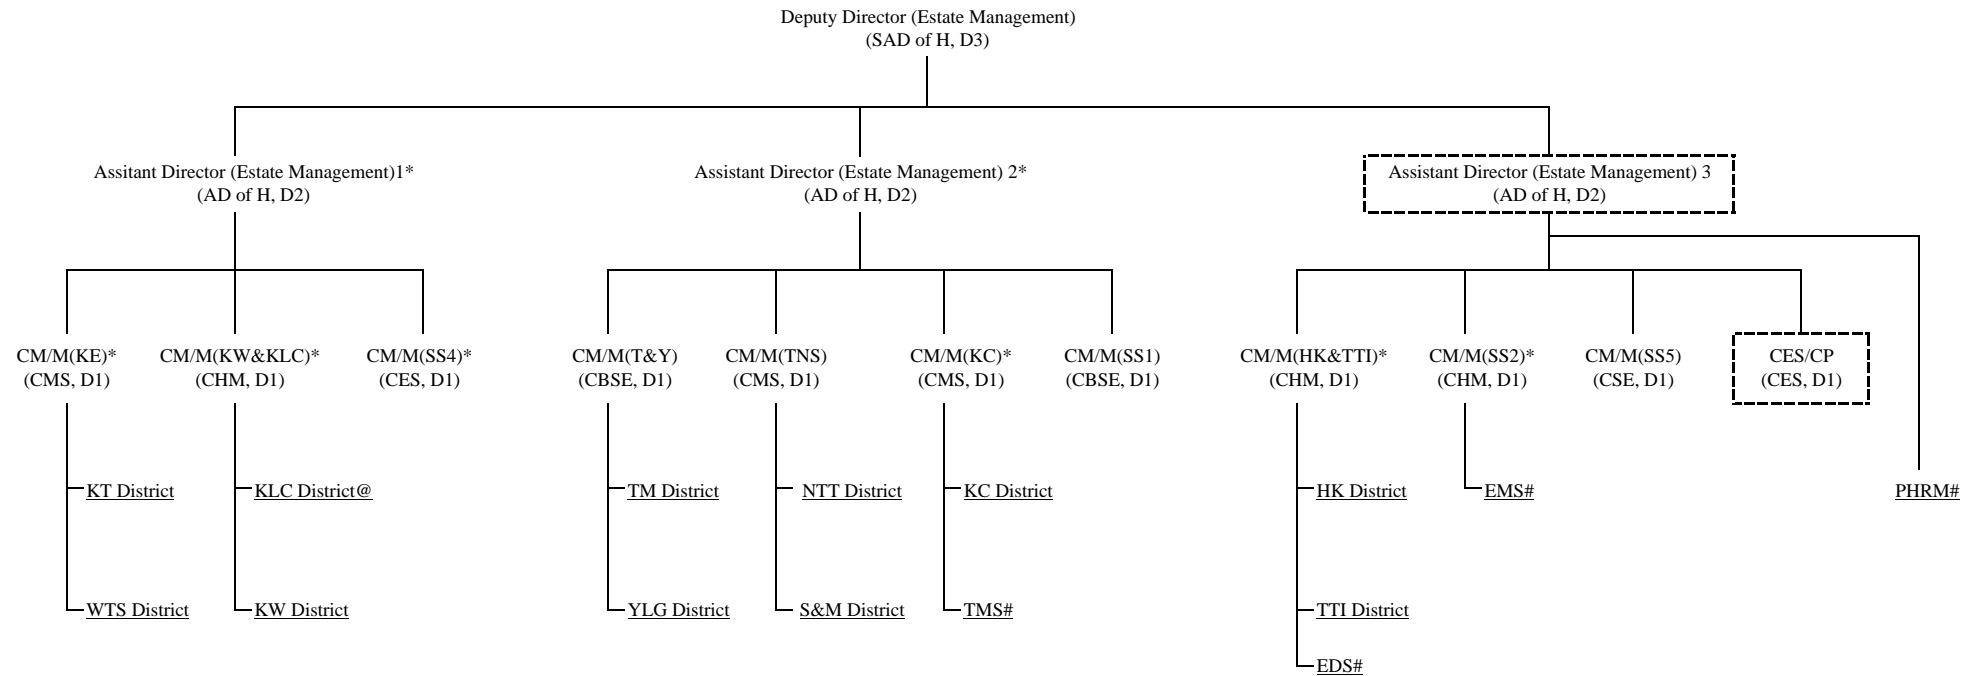 Deputy Director (Estate Management)
(SAD of H, D3)
Assitant Director (Estate Management)1*
(AD of H, D2)
Assistant Director (Estate Management) 2*
(AD of H, D2)
Assistant Director (Estate Management) 3
(AD of H, D2)
CM/M(KE)*
(CMS, D1)
CM/M(KW&KLC)*
(CHM, D1)
CM/M(SS4)*
(CES, D1)
CM/M(T&Y)
(CBSE, D1)
CM/M(TNS)
(CMS, D1)
CM/M(KC)*
(CMS, D1)
CM/M(SS1)
(CBSE, D1)
CM/M(HK&TTI)*
(CHM, D1)
CM/M(SS2)*
(CHM, D1)
CM/M(SS5)
(CSE, D1)
CES/CP
(CES, D1)
KT District
KLC District@
TM District
NTT District
KC District
HK District
EMS#
PHRM#
WTS District
KW District
YLG District
S&M District
TMS#
TTI District
EDS#